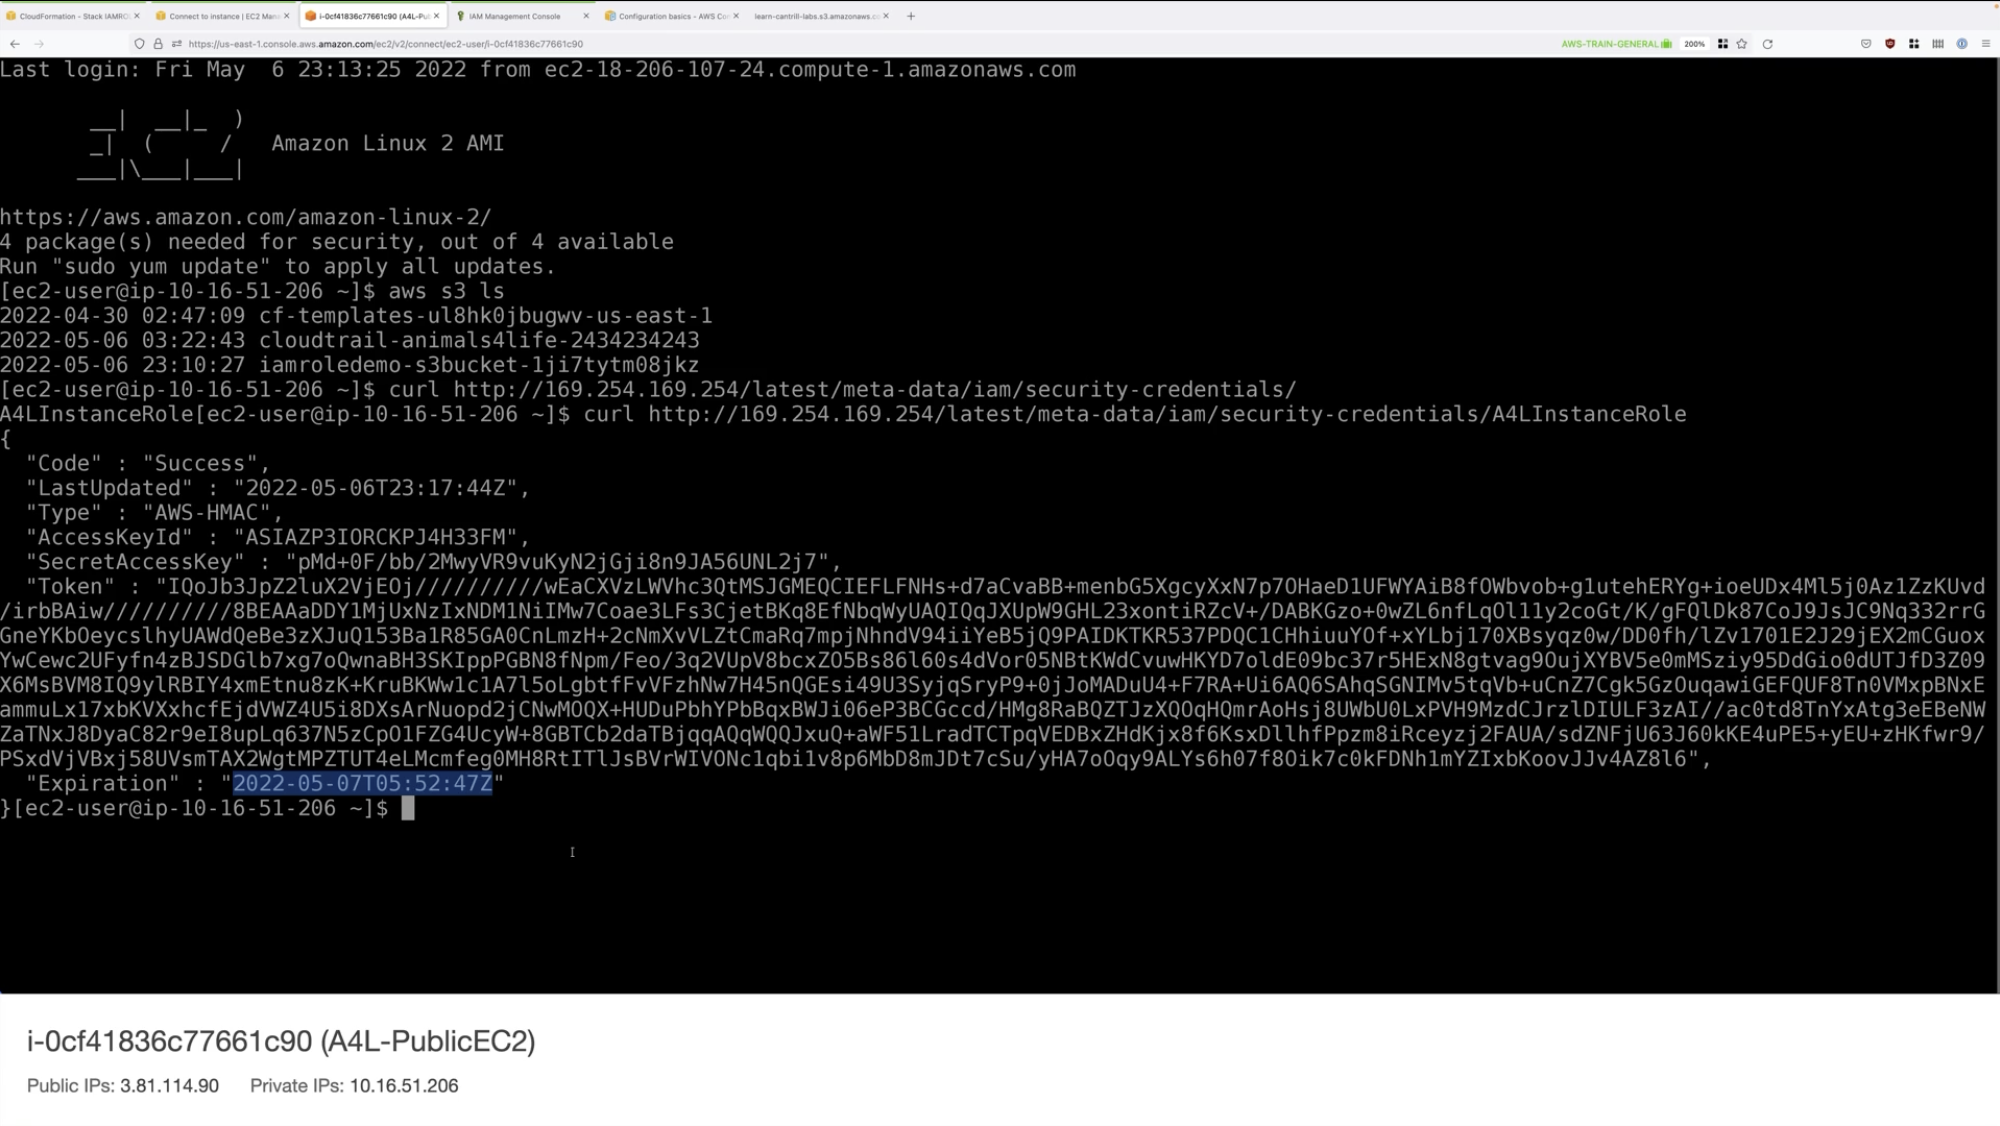 CloudFormation - Stack IAMRO
Connect to instance | EC2 Man
i-0cf41836c77661c90 (A4L-Pu
IAM Management Console
Configuration basics - AWS Co
learn-cantrill-labs.s3.amazonaws.co
https://us-east-1.console.aws.amazon.com/ec2/v2/connect/ec2-user/i-0cf41836c77661c90
AWS-TRAIN-GENERAL
200%
Last login: Fri May  6 23:13:25 2022 from ec2-18-206-107-24.compute-1.amazonaws.com
__|  __|_  )
_|  (     /   Amazon Linux 2 AMI
___|\___|___|
https://aws.amazon.com/amazon-linux-2/
4 package(s) needed for security, out of 4 available
Run "sudo yum update" to apply all updates.
[ec2-user@ip-10-16-51-206 ~]$ aws s3 ls
2022-04-30 02:47:09 cf-templates-ul8hk0jbugwv-us-east-1
2022-05-06 03:22:43 cloudtrail-animals4life-2434234243
2022-05-06 23:10:27 iamroledemo-s3bucket-1ji7tytm08jkz
[ec2-user@ip-10-16-51-206 ~]$ curl http://169.254.169.254/latest/meta-data/iam/security-credentials/
A4LInstanceRole[ec2-user@ip-10-16-51-206 ~]$ curl http://169.254.169.254/latest/meta-data/iam/security-credentials/A4LInstanceRole
{
"Code" : "Success",
"LastUpdated" : "2022-05-06T23:17:44Z",
"Type" : "AWS-HMAC",
"AccessKeyId" : "ASIAZP3IORCKPJ4H33FM",
"SecretAccessKey" : "pMd+0F/bb/2MwyVR9vuKyN2jGji8n9JA56UNL2j7",
"Token" : "IQoJb3JpZ2luX2VjEOj//////////wEaCXVzLWVhc3QtMSJGMEQCIEFLFNHs+d7aCvaBB+menbG5XgcyXxN7p7OHaeD1UFWYAiB8fOWbvob+g1utehERYg+ioeUDx4Ml5j0Az1ZzKUvd
/irbBAiw//////////8BEAAaDDY1MjUxNzIxNDM1NiIMw7Coae3LFs3CjetBKq8EfNbqWyUAQIQqJXUpW9GHL23xontiRZcV+/DABKGzo+0wZL6nfLqOl11y2coGt/K/gFQlDk87CoJ9JsJC9Nq332rrG
GneYKbOeycslhyUAWdQeBe3zXJuQ153Ba1R85GA0CnLmzH+2cNmXvVLZtCmaRq7mpjNhndV94iiYeB5jQ9PAIDKTKR537PDQC1CHhiuuYOf+xYLbj170XBsyqz0w/DD0fh/lZv1701E2J29jEX2mCGuox
YwCewc2UFyfn4zBJSDGlb7xg7oQwnaBH3SKIppPGBN8fNpm/Feo/3q2VUpV8bcxZO5Bs86l60s4dVor05NBtKWdCvuwHKYD7oldE09bc37r5HExN8gtvag9OujXYBV5e0mMSziy95DdGio0dUTJfD3Z09
X6MsBVM8IQ9ylRBIY4xmEtnu8zK+KruBKWw1c1A7l5oLgbtfFvVFzhNw7H45nQGEsi49U3SyjqSryP9+0jJoMADuU4+F7RA+Ui6AQ6SAhqSGNIMv5tqVb+uCnZ7Cgk5GzOuqawiGEFQUF8Tn0VMxpBNxE
ammuLx17xbKVXxhcfEjdVWZ4U5i8DXsArNuopd2jCNwMOQX+HUDuPbhYPbBqxBWJi06eP3BCGccd/HMg8RaBQZTJzXQOqHQmrAoHsj8UWbU0LxPVH9MzdCJrzlDIULF3zAI//ac0td8TnYxAtg3eEBeNW
ZaTNxJ8DyaC82r9eI8upLq637N5zCpO1FZG4UcyW+8GBTCb2daTBjqqAQqWQQJxuQ+aWF51LradTCTpqVEDBxZHdKjx8f6KsxDllhfPpzm8iRceyzj2FAUA/sdZNFjU63J60kKE4uPE5+yEU+zHKfwr9/
PSxdVjVBxj58UVsmTAX2WgtMPZTUT4eLMcmfeg0MH8RtITlJsBVrWIVONc1qbi1v8p6MbD8mJDt7cSu/yHA7oOqy9ALYs6h07f8Oik7c0kFDNh1mYZIxbKoovJJv4AZ8l6",
"Expiration" : "2022-05-07T05:52:47Z"
}[ec2-user@ip-10-16-51-206 ~]$
i-0cf41836c77661c90 (A4L-PublicEC2)
Public IPs: 3.81.114.90 Private IPs: 10.16.51.206